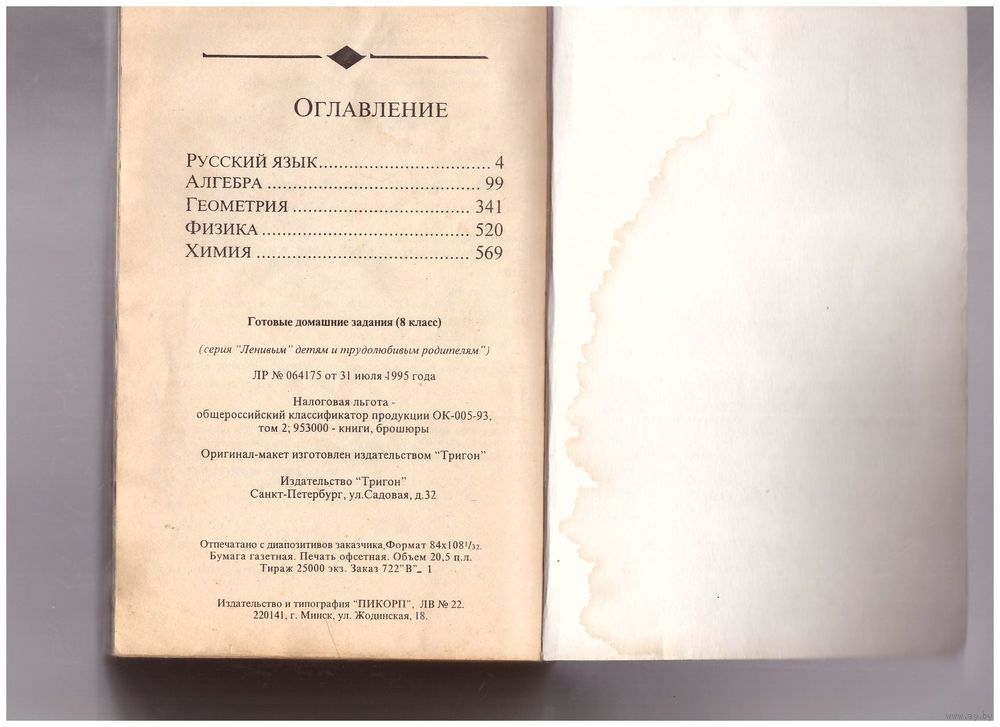 Оглавление
Русский язык................................ 4
Алгебра ........................................ 99
Геометрия ................................. 341
Физика ....................................... 520
Химия ........................................ 569
Готовые домашние задания (8 класс)
(серия "Ленивым" детям и трудолюбивым родителям")
ЛР № 064175 от 31 июля 1995 года
Налоговая льгота -
общероссийский классификатор продукции ОК-005-93,
том 2; 953000 - книги, брошюры
Оригинал-макет изготовлен издательством "Тригон"
Издательство "Тригон"
Санкт-Петербург, ул.Садовая, д.32
Отпечатано с диапозитивов заказчика,Формат 84х108¹/₃₂.
Бумага газетная. Печать офсетная. Объем 20,5 ц.л.
Тираж 25000 экз. Заказ 722"В"_ 1
Издательство и типография "ПИКОРП", ЛВ № 22.
220141, г. Минск, ул. Жодинская, 18.
www.ay.by